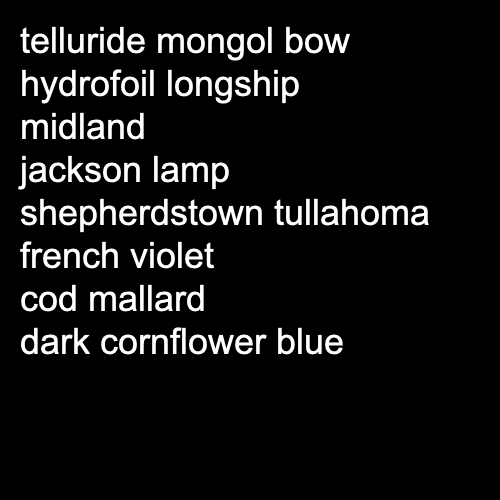 telluride mongol bow
hydrofoil longship
midland
jackson lamp
shepherdstown tullahoma
french violet
cod mallard
dark cornflower blue